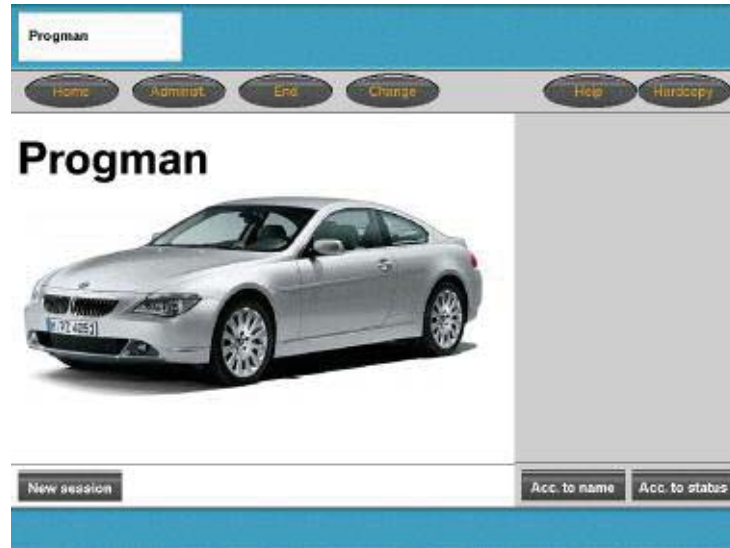 Progman
Home Administ. End Change Help Hardcopy
Progman
New session Acc. to name Acc. to status